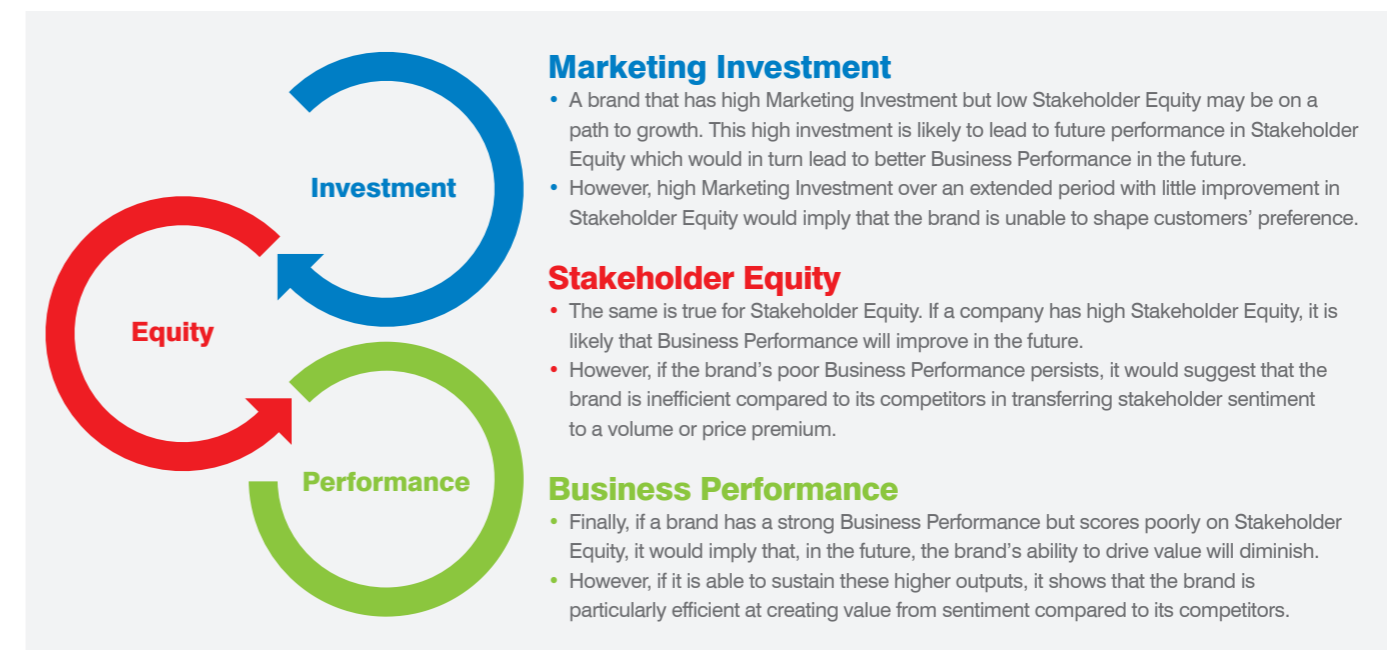 Marketing Investment
• A brand that has high Marketing Investment but low Stakeholder Equity may be on a
path to growth. This high investment is likely to lead to future performance in Stakeholder
Equity which would in turn lead to better Business Performance in the future.
• However, high Marketing Investment over an extended period with little improvement in
Stakeholder Equity would imply that the brand is unable to shape customers’ preference.
Investment
Stakeholder Equity
• The same is true for Stakeholder Equity. If a company has high Stakeholder Equity, it is
likely that Business Performance will improve in the future.
• However, if the brand’s poor Business Performance persists, it would suggest that the
brand is inefficient compared to its competitors in transferring stakeholder sentiment
to a volume or price premium.
Equity
Business Performance
• Finally, if a brand has a strong Business Performance but scores poorly on Stakeholder
Equity, it would imply that, in the future, the brand’s ability to drive value will diminish.
• However, if it is able to sustain these higher outputs, it shows that the brand is
particularly efficient at creating value from sentiment compared to its competitors.
Performance